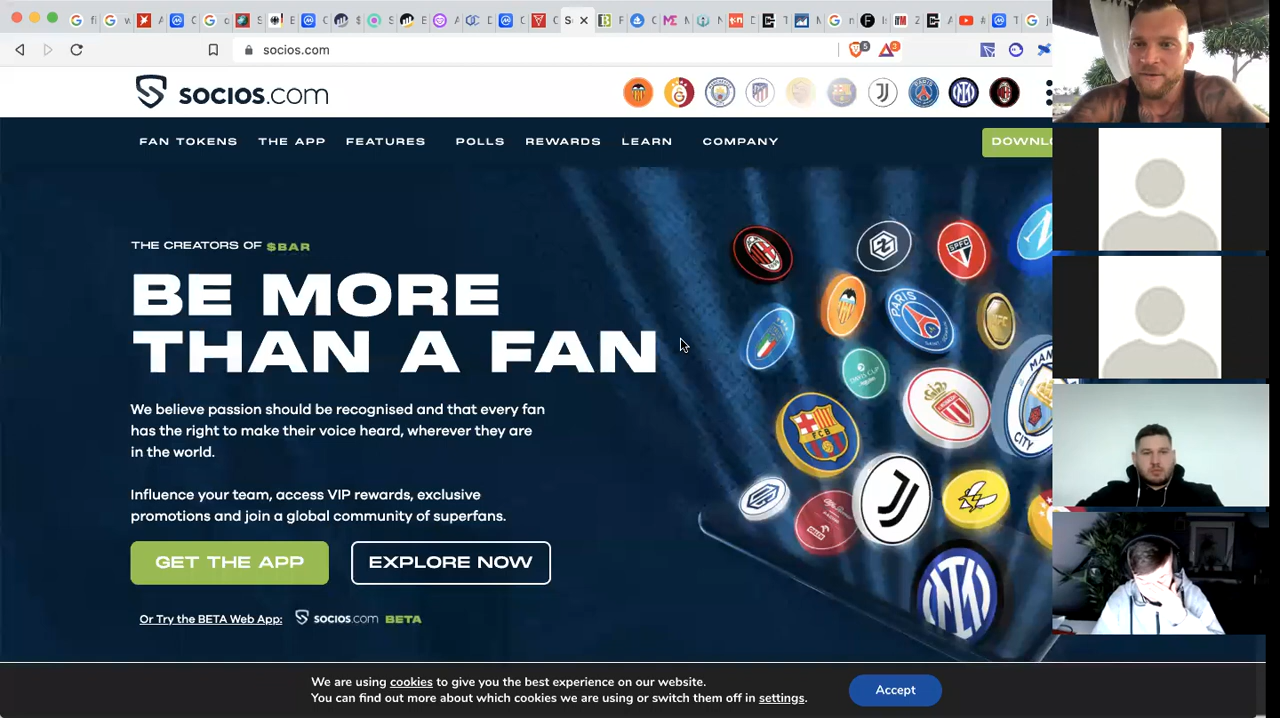 socios.com
SOCIOS.COM
FAN TOKENS THE APP FEATURES POLLS REWARDS LEARN COMPANY
THE CREATORS OF $BAR
BE MORE
THAN A FAN
We believe passion should be recognised and that every fan
has the right to make their voice heard, wherever they are
in the world.
Influence your team, access VIP rewards, exclusive
promotions and join a global community of superfans.
GET THE APP EXPLORE NOW
Or Try the BETA Web App: SOCIOS.COM BETA
SPFC
PARIS
FCB
CITY
We are using cookies to give you the best experience on our website.
You can find out more about which cookies we are using or switch them off in settings.
Accept